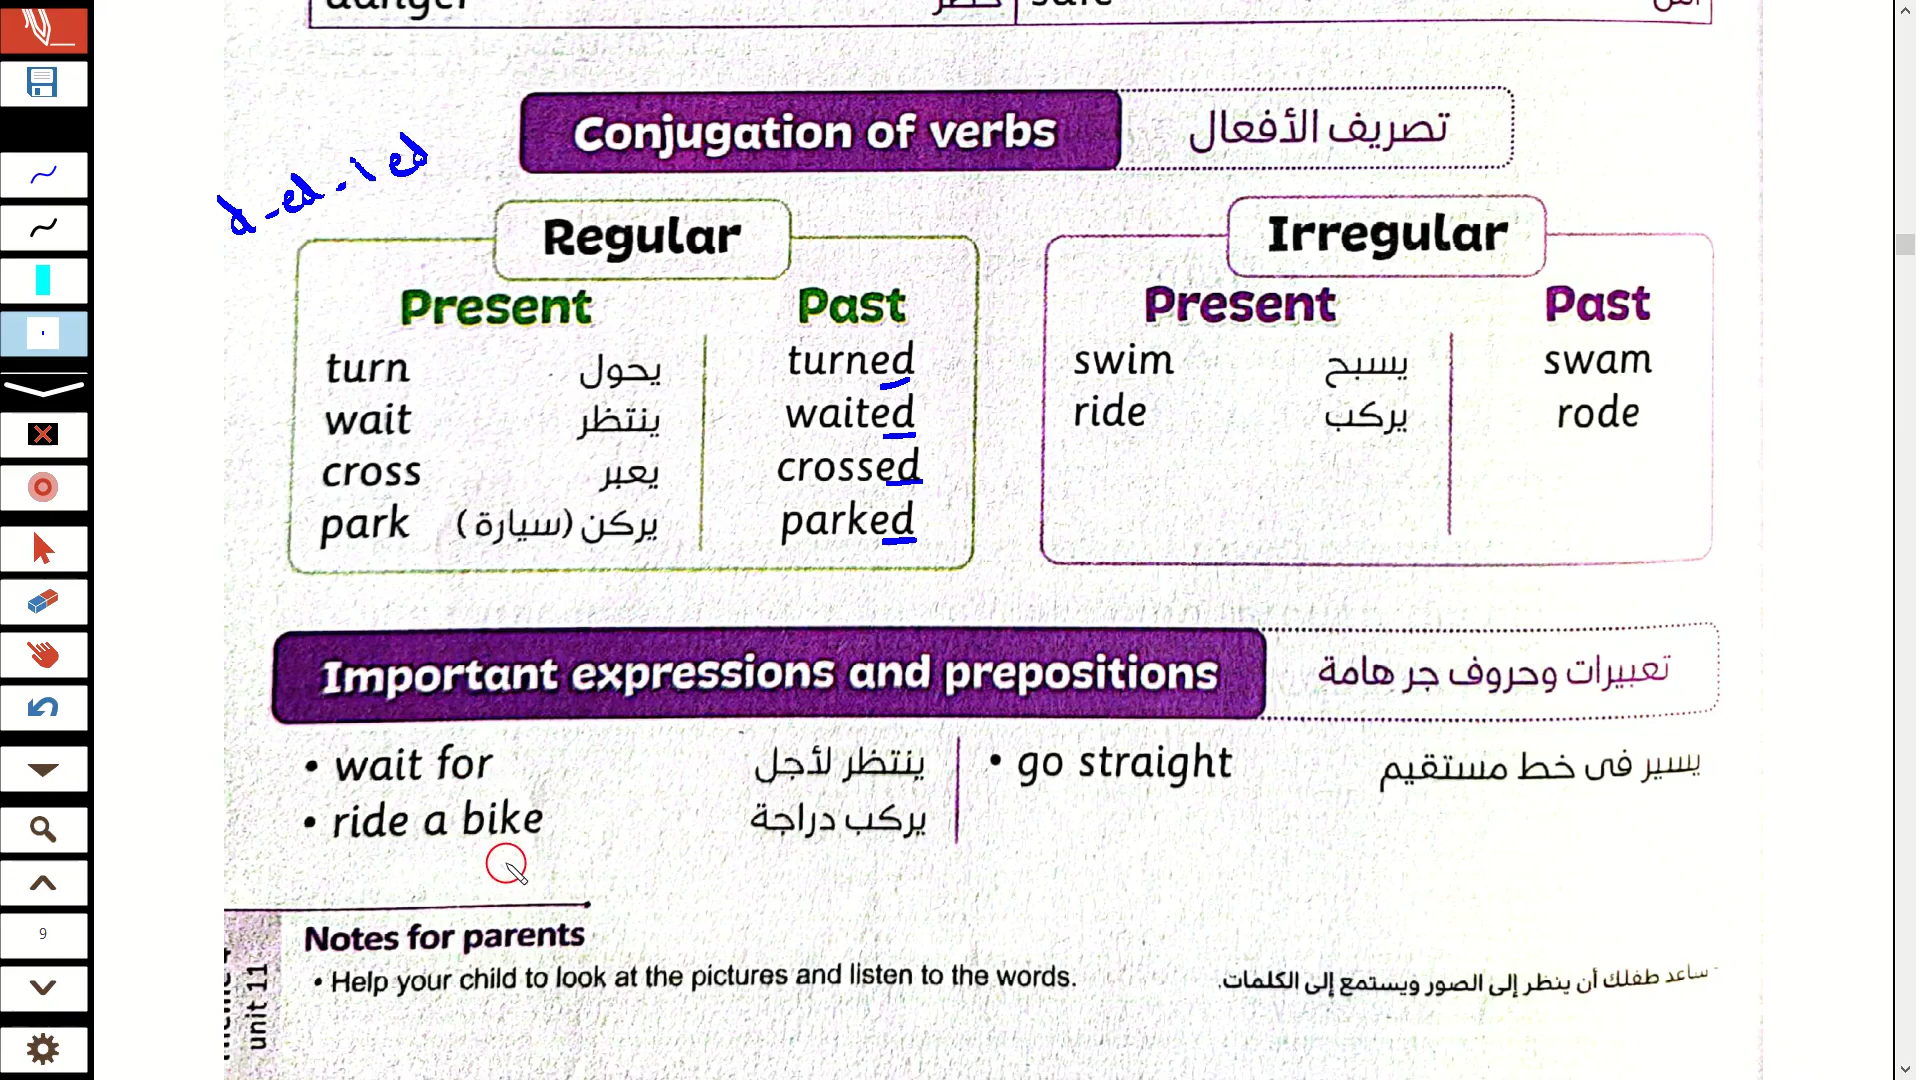 danger خطر safe آمن
Conjugation of verbs تصريف الأفعال
d-ed-ied
Regular
Present Past
turn يحول turned
wait ينتظر waited
cross يعبر crossed
park يركن (سيارة) parked
Irregular
Present Past
swim يسبح swam
ride يركب rode
Important expressions and prepositions تعبيرات وحروف جر هامة
• wait for ينتظر لأجل
• ride a bike يركب دراجة
• go straight يسير فى خط مستقيم
Notes for parents
• Help your child to look at the pictures and listen to the words.
ساعد طفلك أن ينظر إلى الصور ويستمع إلى الكلمات.
unit 11
9